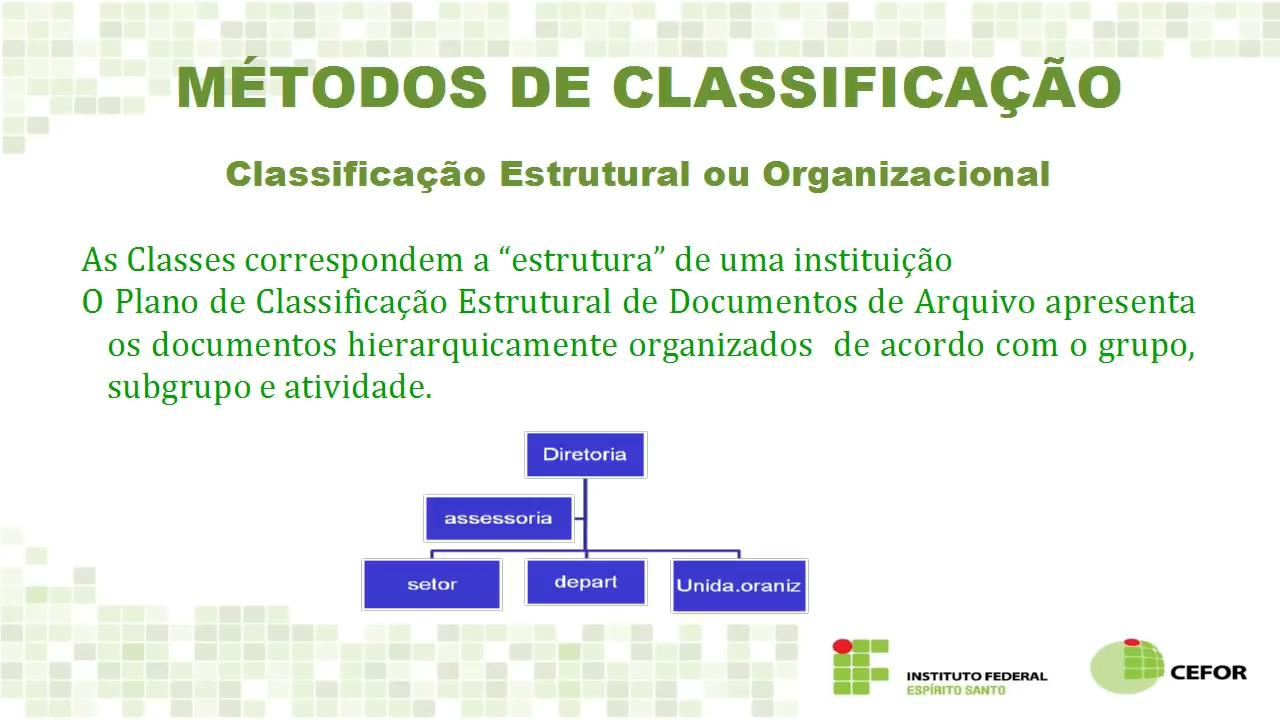 MÉTODOS DE CLASSIFICAÇÃO
Classificação Estrutural ou Organizacional
As Classes correspondem a “estrutura” de uma instituição
O Plano de Classificação Estrutural de Documentos de Arquivo apresenta
os documentos hierarquicamente organizados de acordo com o grupo,
subgrupo e atividade.
Diretoria
assessoria
setor
depart
Unida.oraniz
INSTITUTO FEDERAL
ESPÍRITO SANTO
CEFOR